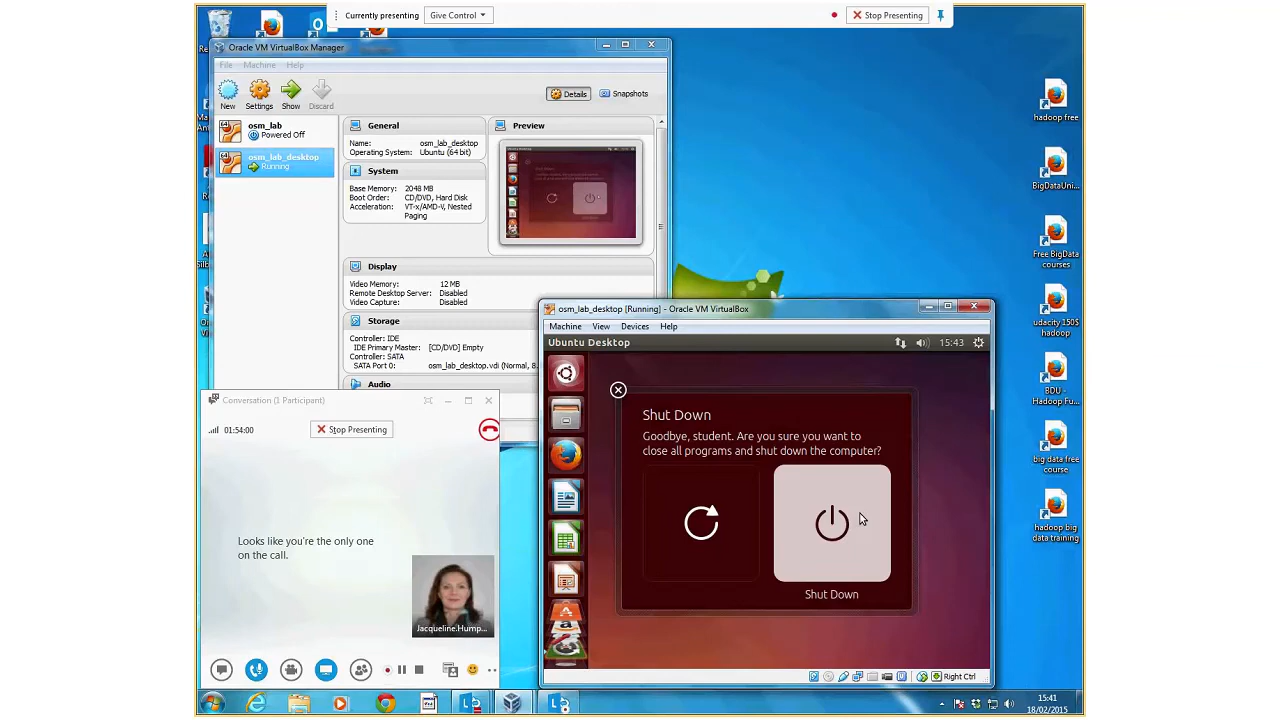 Currently presenting
Give Control
Stop Presenting
Oracle VM VirtualBox Manager
File Machine Help
New Settings Show Discard
Details
Snapshots
osm_lab
Powered Off
osm_lab_desktop
Running
General
Name: osm_lab_desktop
Operating System: Ubuntu (64 bit)
System
Base Memory: 2048 MB
Boot Order: CD/DVD, Hard Disk
Acceleration: VT-x/AMD-V, Nested
Paging
Preview
Display
Video Memory: 12 MB
Remote Desktop Server: Disabled
Video Capture: Disabled
Storage
Controller: IDE
IDE Primary Master: [CD/DVD] Empty
Controller: SATA
SATA Port 0: osm_lab_desktop.vdi (Normal, 8.
Audio
hadoop free
BigDataUni...
Free BigData
courses
udacity 150$
hadoop
BDU -
Hadoop Fu...
big data free
course
hadoop big
data training
osm_lab_desktop [Running] - Oracle VM VirtualBox
Machine View Devices Help
Ubuntu Desktop
15:43
Shut Down
Goodbye, student. Are you sure you want to
close all programs and shut down the computer?
Shut Down
Right Ctrl
Conversation (1 Participant)
01:54:00
Stop Presenting
Looks like you're the only one
on the call.
Jacqueline.Hump...
15:41
18/02/2015